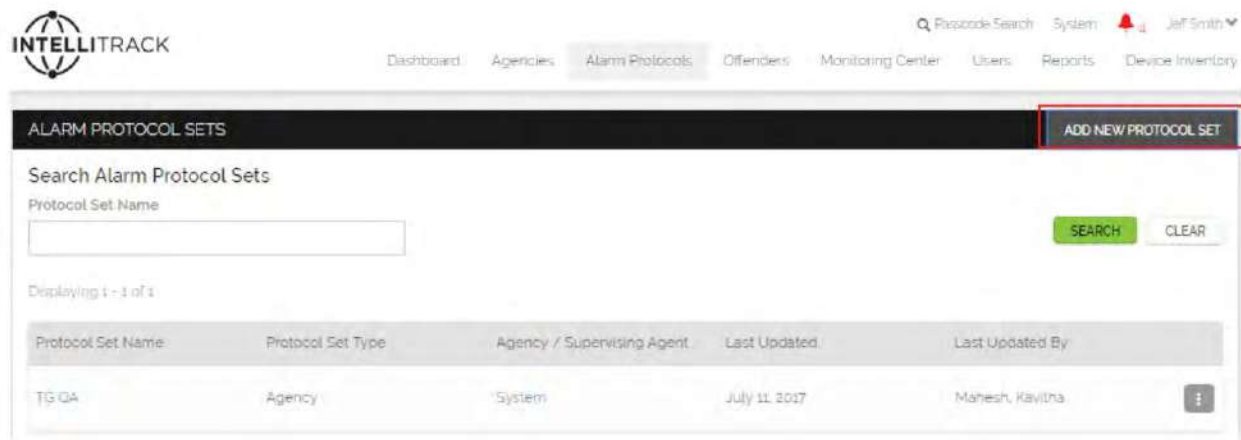 INTELLITRACK
Passcode Search System 4 Jeff Smith
Dashboard Agencies Alarm Protocols Offenders Monitoring Center Users Reports Device Inventory
ALARM PROTOCOL SETS ADD NEW PROTOCOL SET
Search Alarm Protocol Sets
Protocol Set Name
SEARCH CLEAR
Displaying 1 - 1 of 1
Protocol Set Name Protocol Set Type Agency / Supervising Agent Last Updated Last Updated By
TG QA Agency System July 11, 2017 Mahesh, Kavitha